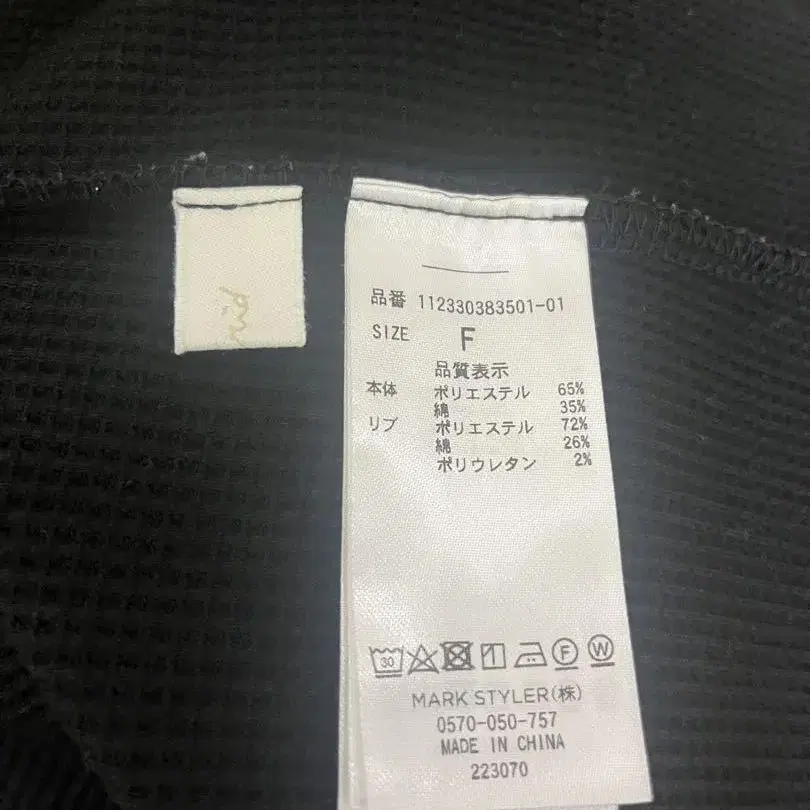 品番 112330383501-01
SIZE F
品質表示
本体 ポリエステル 65%
綿 35%
リブ ポリエステル 72%
綿 26%
ポリウレタン 2%
30 F W
MARK STYLER(株)
0570-050-757
MADE IN CHINA
223070